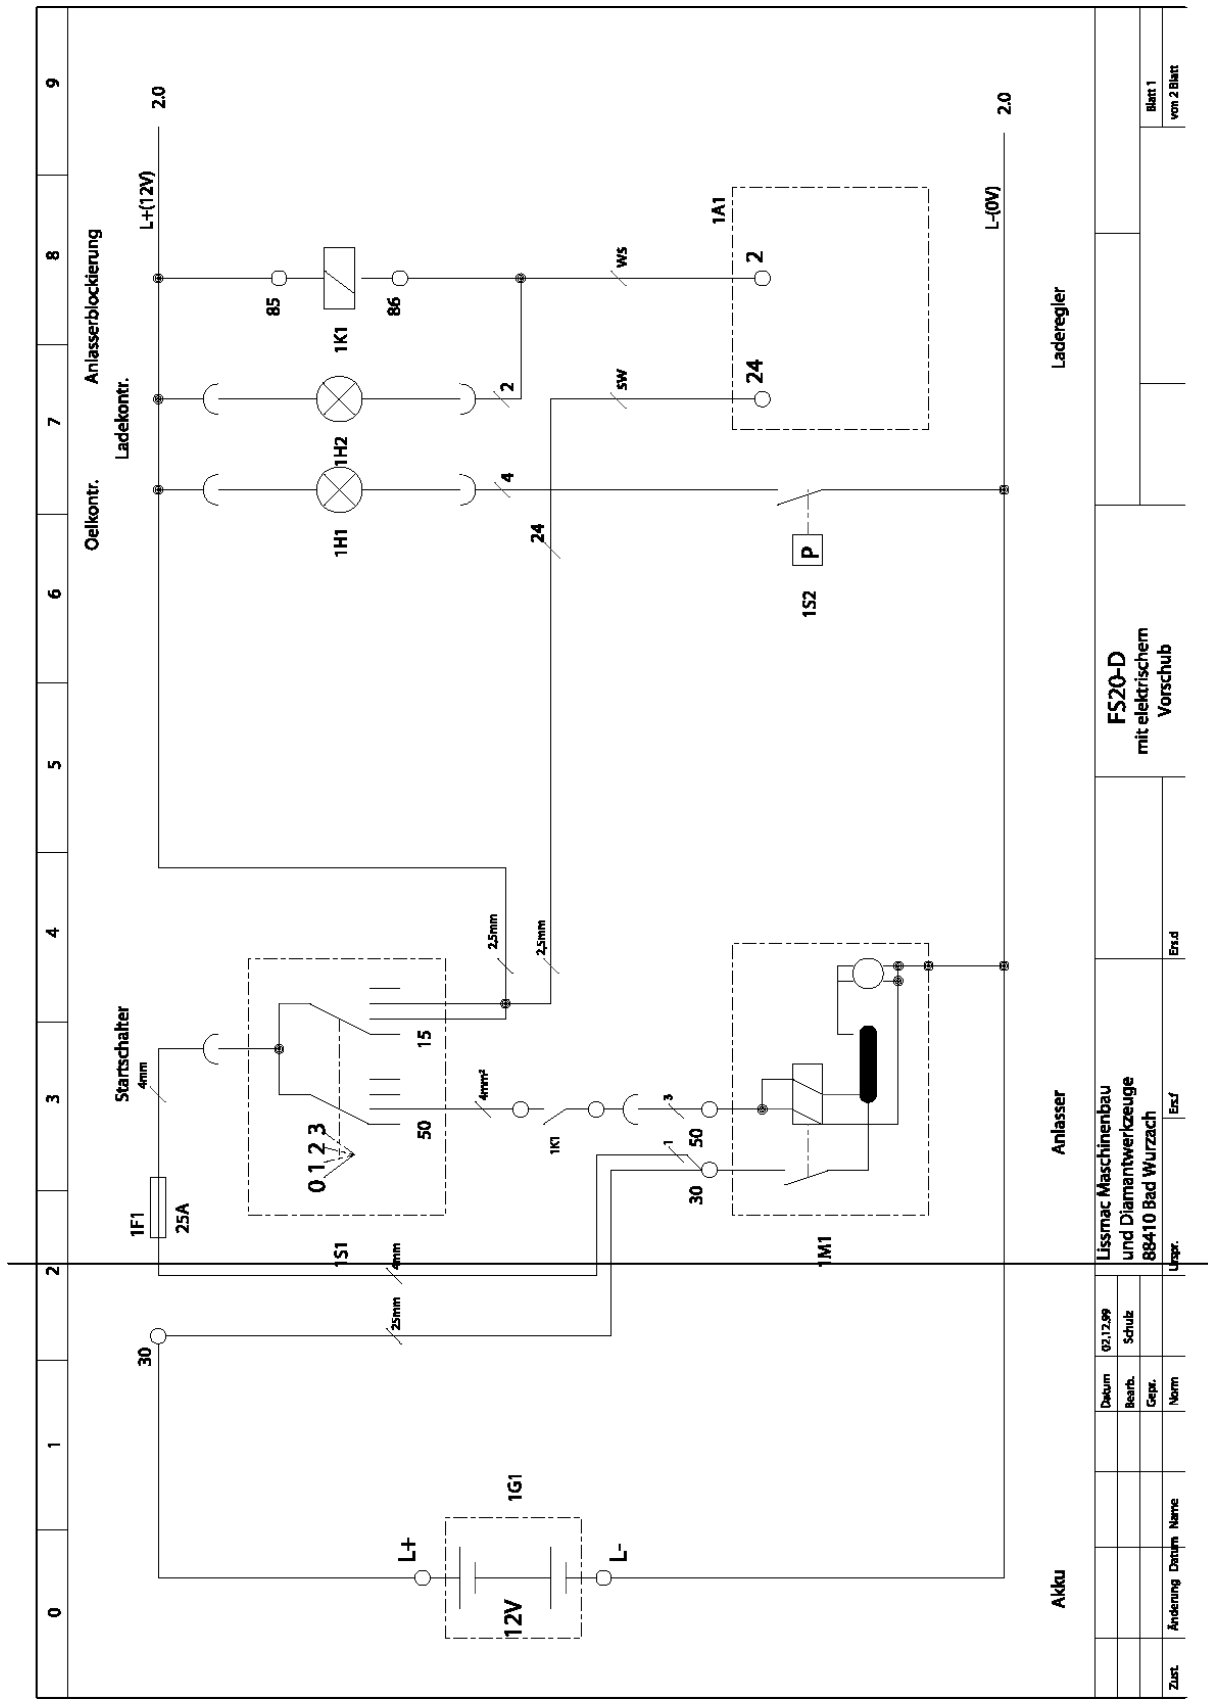 0 1 2 3 4 5 6 7 8 9
Startschalter
Oelkontr.
Ladekontr.
Anlasserblockierung
30
1F1
25A
4mm
L+(12V)
2.0
0 1 2 3
1S1
50
15
1H1
1H2
1K1
85
86
4mm
25mm
4mm²
2,5mm
2,5mm
24
4
2
1G1
L+
12V
L-
1K1
1
3
30
50
1M1
sw
ws
1S2
P
24
2
1A1
L-(0V)
2.0
Akku
Anlasser
Laderegler
Datum 02.12.99
Bearb. Schulz
Gepr.
Norm
Zust. Änderung Datum Name
Lissmac Maschinenbau
und Diamantwerkzeuge
88410 Bad Wurzach
Urspr. Ers.f Ers.d
FS20-D
mit elektrischem
Vorschub
Blatt 1
von 2 Blatt